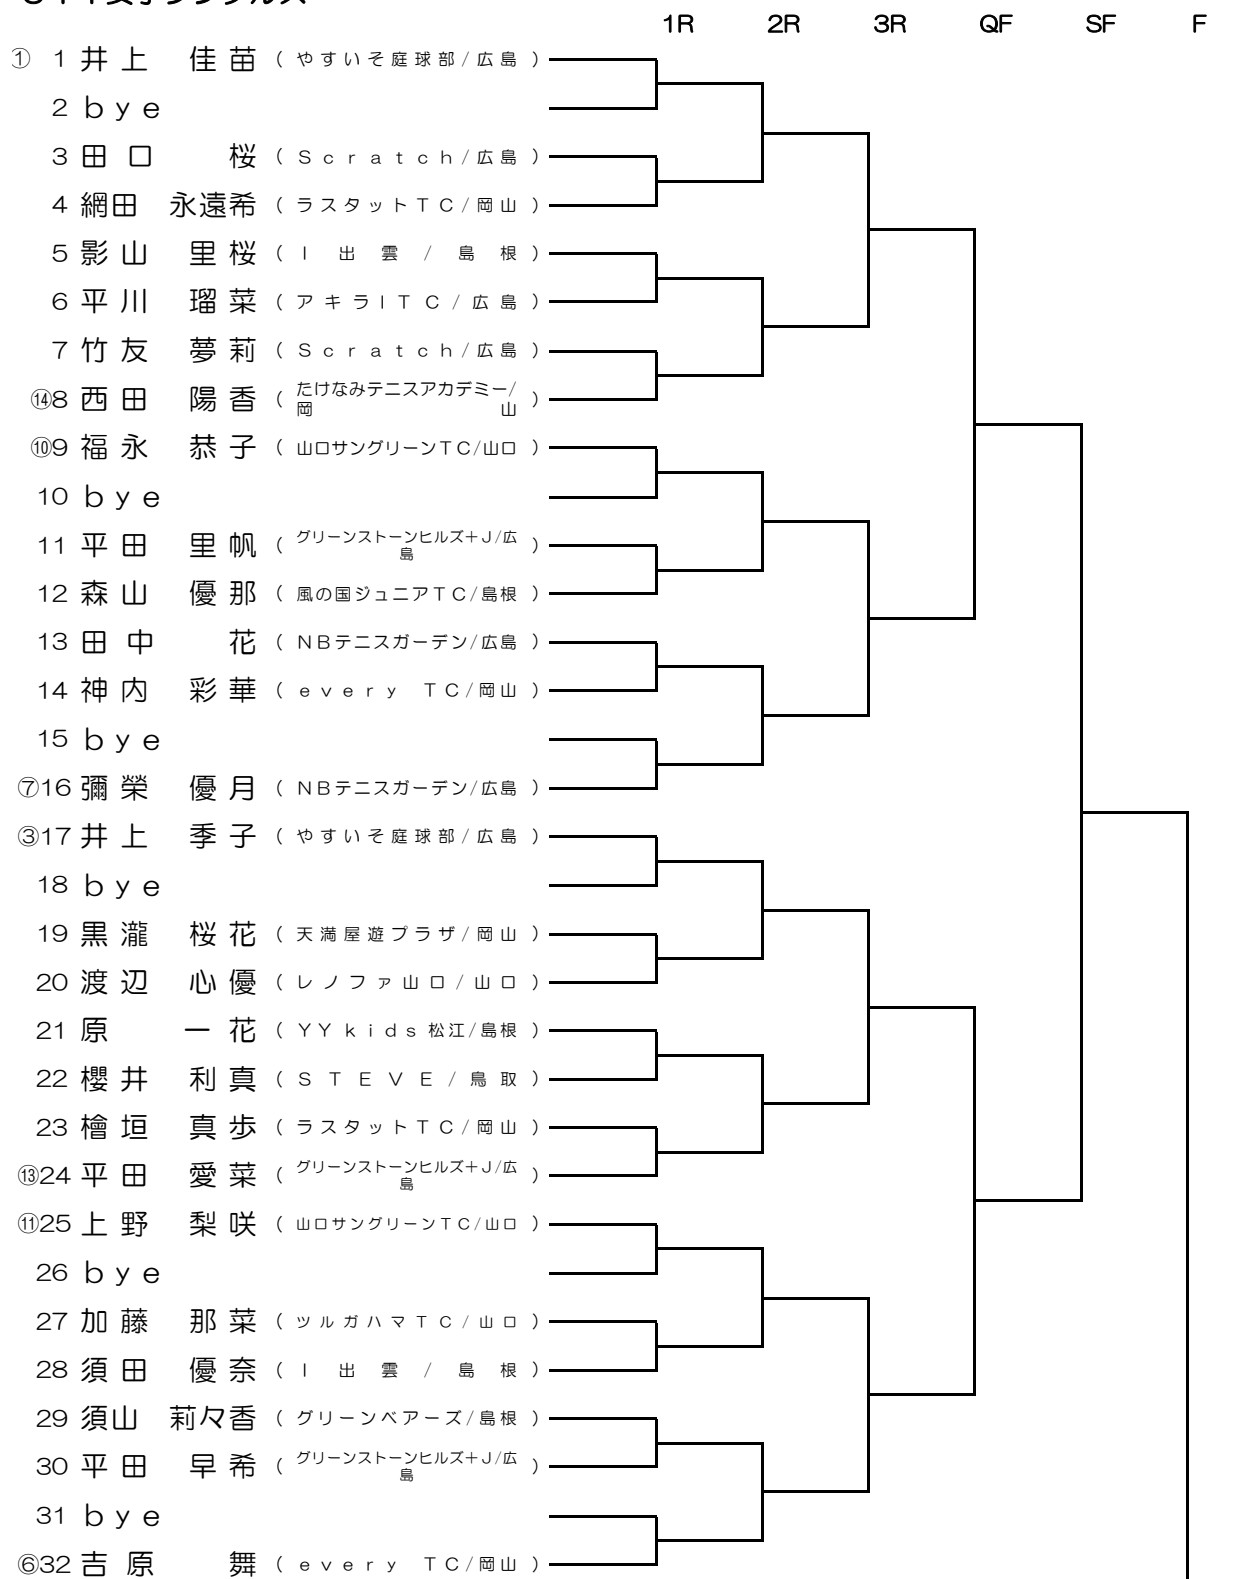 1R 2R 3R QF SF F
① 1 井上 佳苗 ( やすいそ庭球部/広島 )
2 bye
3 田口 桜 ( Scratch/広島 )
4 網田 永遠希 ( ラスタットTC/岡山 )
5 影山 里桜 ( I出雲/島根 )
6 平川 瑠菜 ( アキラITC/広島 )
7 竹友 夢莉 ( Scratch/広島 )
⑭8 西田 陽香 ( たけなみテニスアカデミー/岡山 )
⑩9 福永 恭子 ( 山口サングリーンTC/山口 )
10 bye
11 平田 里帆 ( グリーンストーンヒルズ+J/広島 )
12 森山 優那 ( 風の国ジュニアTC/島根 )
13 田中 花 ( NBテニスガーデン/広島 )
14 神内 彩華 ( every TC/岡山 )
15 bye
⑦16 彌榮 優月 ( NBテニスガーデン/広島 )
③17 井上 季子 ( やすいそ庭球部/広島 )
18 bye
19 黒瀧 桜花 ( 天満屋遊プラザ/岡山 )
20 渡辺 心優 ( レノファ山口/山口 )
21 原 一花 ( YYkids松江/島根 )
22 櫻井 利真 ( STEVE/鳥取 )
23 檜垣 真歩 ( ラスタットTC/岡山 )
⑬24 平田 愛菜 ( グリーンストーンヒルズ+J/広島 )
⑪25 上野 梨咲 ( 山口サングリーンTC/山口 )
26 bye
27 加藤 那菜 ( ツルガハマTC/山口 )
28 須田 優奈 ( I出雲/島根 )
29 須山 莉々香 ( グリーンベアーズ/島根 )
30 平田 早希 ( グリーンストーンヒルズ+J/広島 )
31 bye
⑥32 吉原 舞 ( every TC/岡山 )